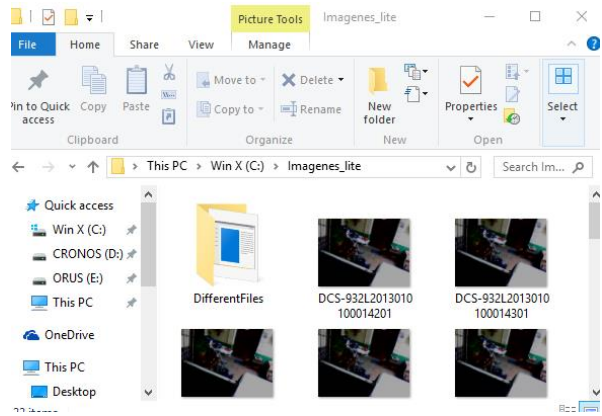 Picture Tools
Imagenes_lite
File
Home
Share
View
Manage
Pin to Quick access
Copy
Paste
Move to
Copy to
Delete
Rename
New folder
Properties
Select
Clipboard
Organize
New
Open
This PC > Win X (C:) > Imagenes_lite
Search Im...
Quick access
Win X (C:)
CRONOS (D:)
ORUS (E:)
This PC
OneDrive
This PC
Desktop
DifferentFiles
DCS-932L2013010
100014201
DCS-932L2013010
100014301
22 items